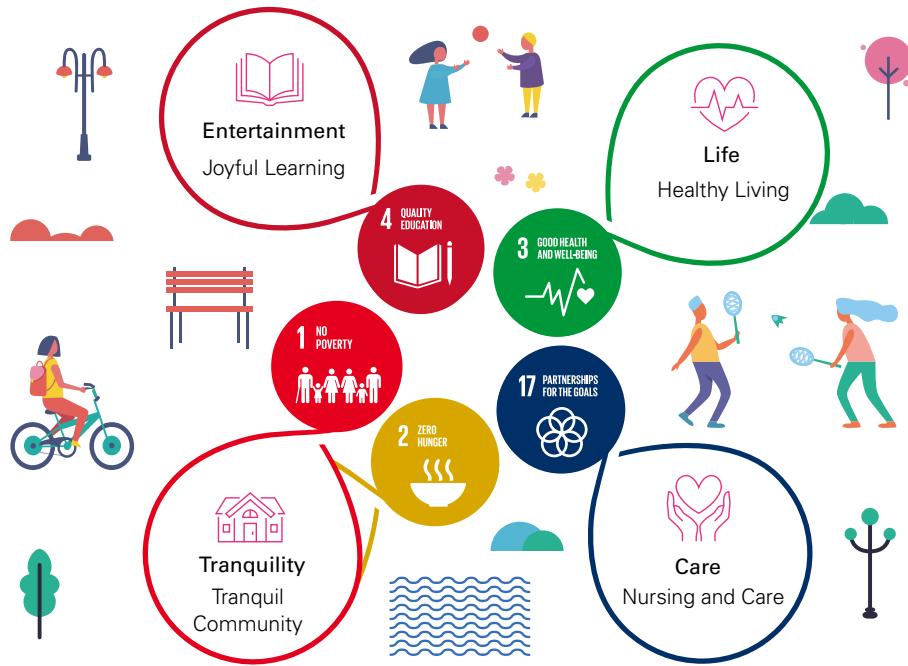 Entertainment
Joyful Learning
Life
Healthy Living
4 QUALITY
EDUCATION
3 GOOD HEALTH
AND WELL-BEING
1 NO
POVERTY
17 PARTNERSHIPS
FOR THE GOALS
2 ZERO
HUNGER
Tranquility
Tranquil
Community
Care
Nursing and Care